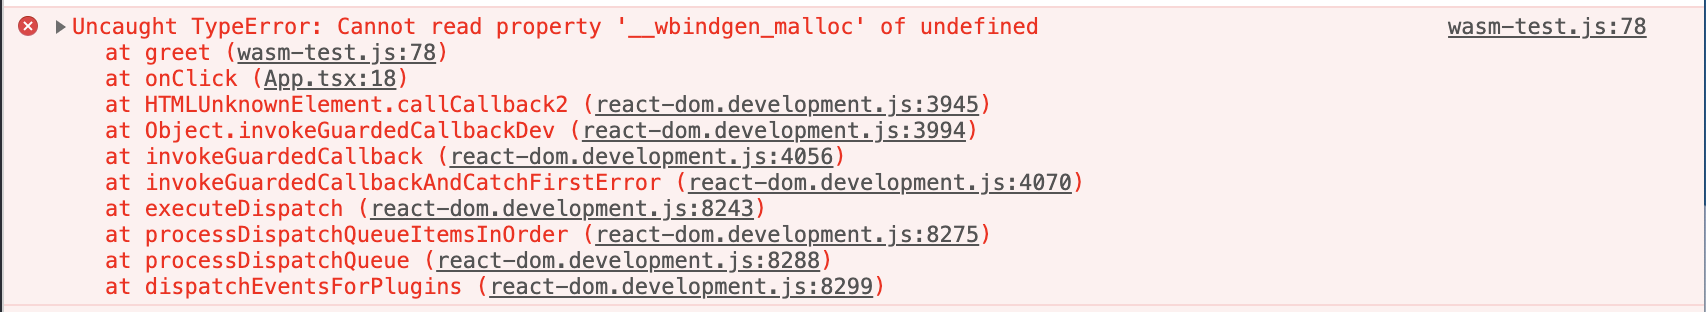 Uncaught TypeError: Cannot read property '__wbindgen_malloc' of undefined wasm-test.js:78
at greet (wasm-test.js:78)
at onClick (App.tsx:18)
at HTMLUnknownElement.callCallback2 (react-dom.development.js:3945)
at Object.invokeGuardedCallbackDev (react-dom.development.js:3994)
at invokeGuardedCallback (react-dom.development.js:4056)
at invokeGuardedCallbackAndCatchFirstError (react-dom.development.js:4070)
at executeDispatch (react-dom.development.js:8243)
at processDispatchQueueItemsInOrder (react-dom.development.js:8275)
at processDispatchQueue (react-dom.development.js:8288)
at dispatchEventsForPlugins (react-dom.development.js:8299)